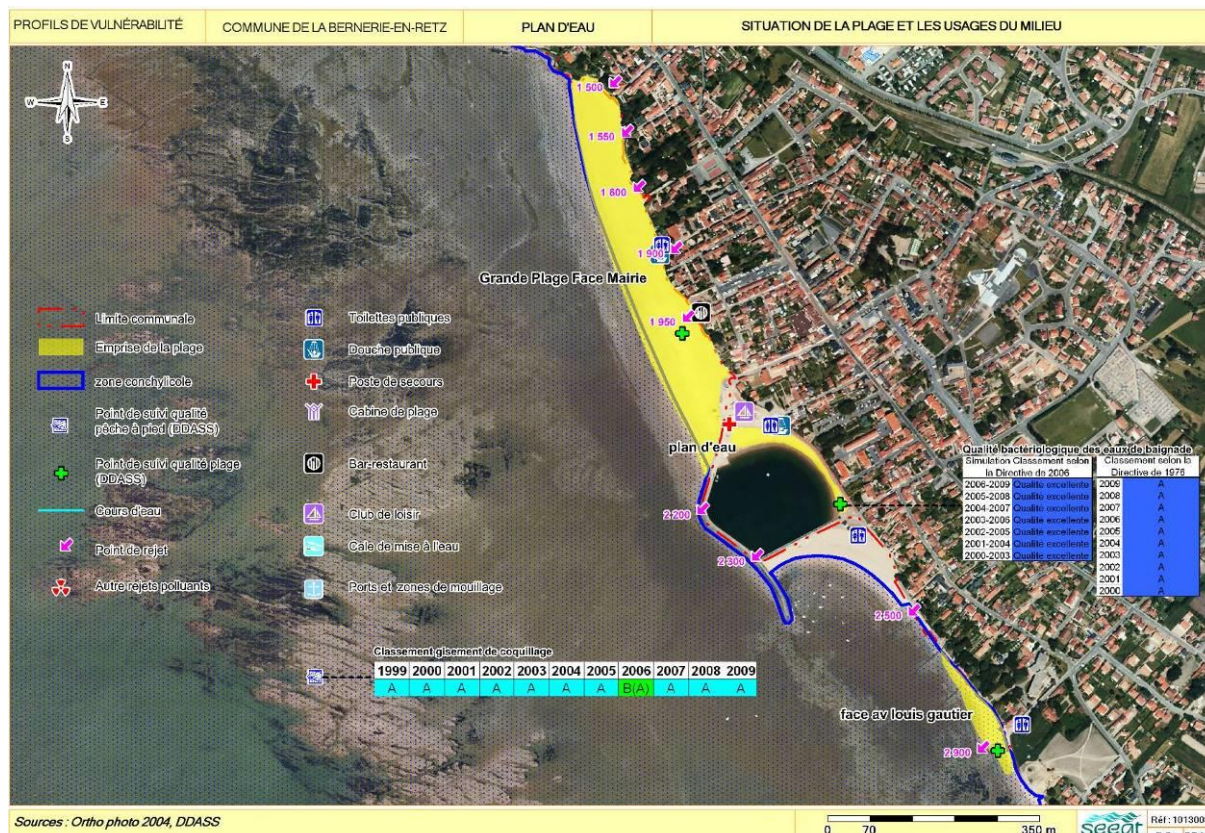 PROFILS DE VULNÉRABILITÉ
COMMUNE DE LA BERNERIE-EN-RETZ
PLAN D'EAU
SITUATION DE LA PLAGE ET LES USAGES DU MILIEU
N
W E
S
1 500
1 550
1 600
1 900
Grande Plage Face Mairie
1 950
plan d'eau
2 200
2 300
2 500
face av louis gautier
2 900
Limite communale
Emprise de la plage
zone conchylicole
Point de suivi qualité
pêche à pied (DDASS)
Point de suivi qualité plage
(DDASS)
Cours d'eau
Point de rejet
Autre rejets polluants
Toilettes publiques
Douche publique
Poste de secours
Cabine de plage
Bar-restaurant
Club de loisir
Cale de mise à l'eau
Ports et zones de mouillage
Qualité bactériologique des eaux de baignade
Simulation Classement selon
la Directive de 2006
2006-2009 Qualité excellente
2005-2008 Qualité excellente
2004-2007 Qualité excellente
2003-2006 Qualité excellente
2002-2005 Qualité excellente
2001-2004 Qualité excellente
2000-2003 Qualité excellente
Classement selon la
Directive de 1976
2009 A
2008 A
2007 A
2006 A
2005 A
2004 A
2003 A
2002 A
2001 A
2000 A
Classement gisement de coquillage
1999 2000 2001 2002 2003 2004 2005 2006 2007 2008 2009
A A A A A A A B(A) A A A
Sources : Ortho photo 2004, DDASS
0 70 350 m
seegt